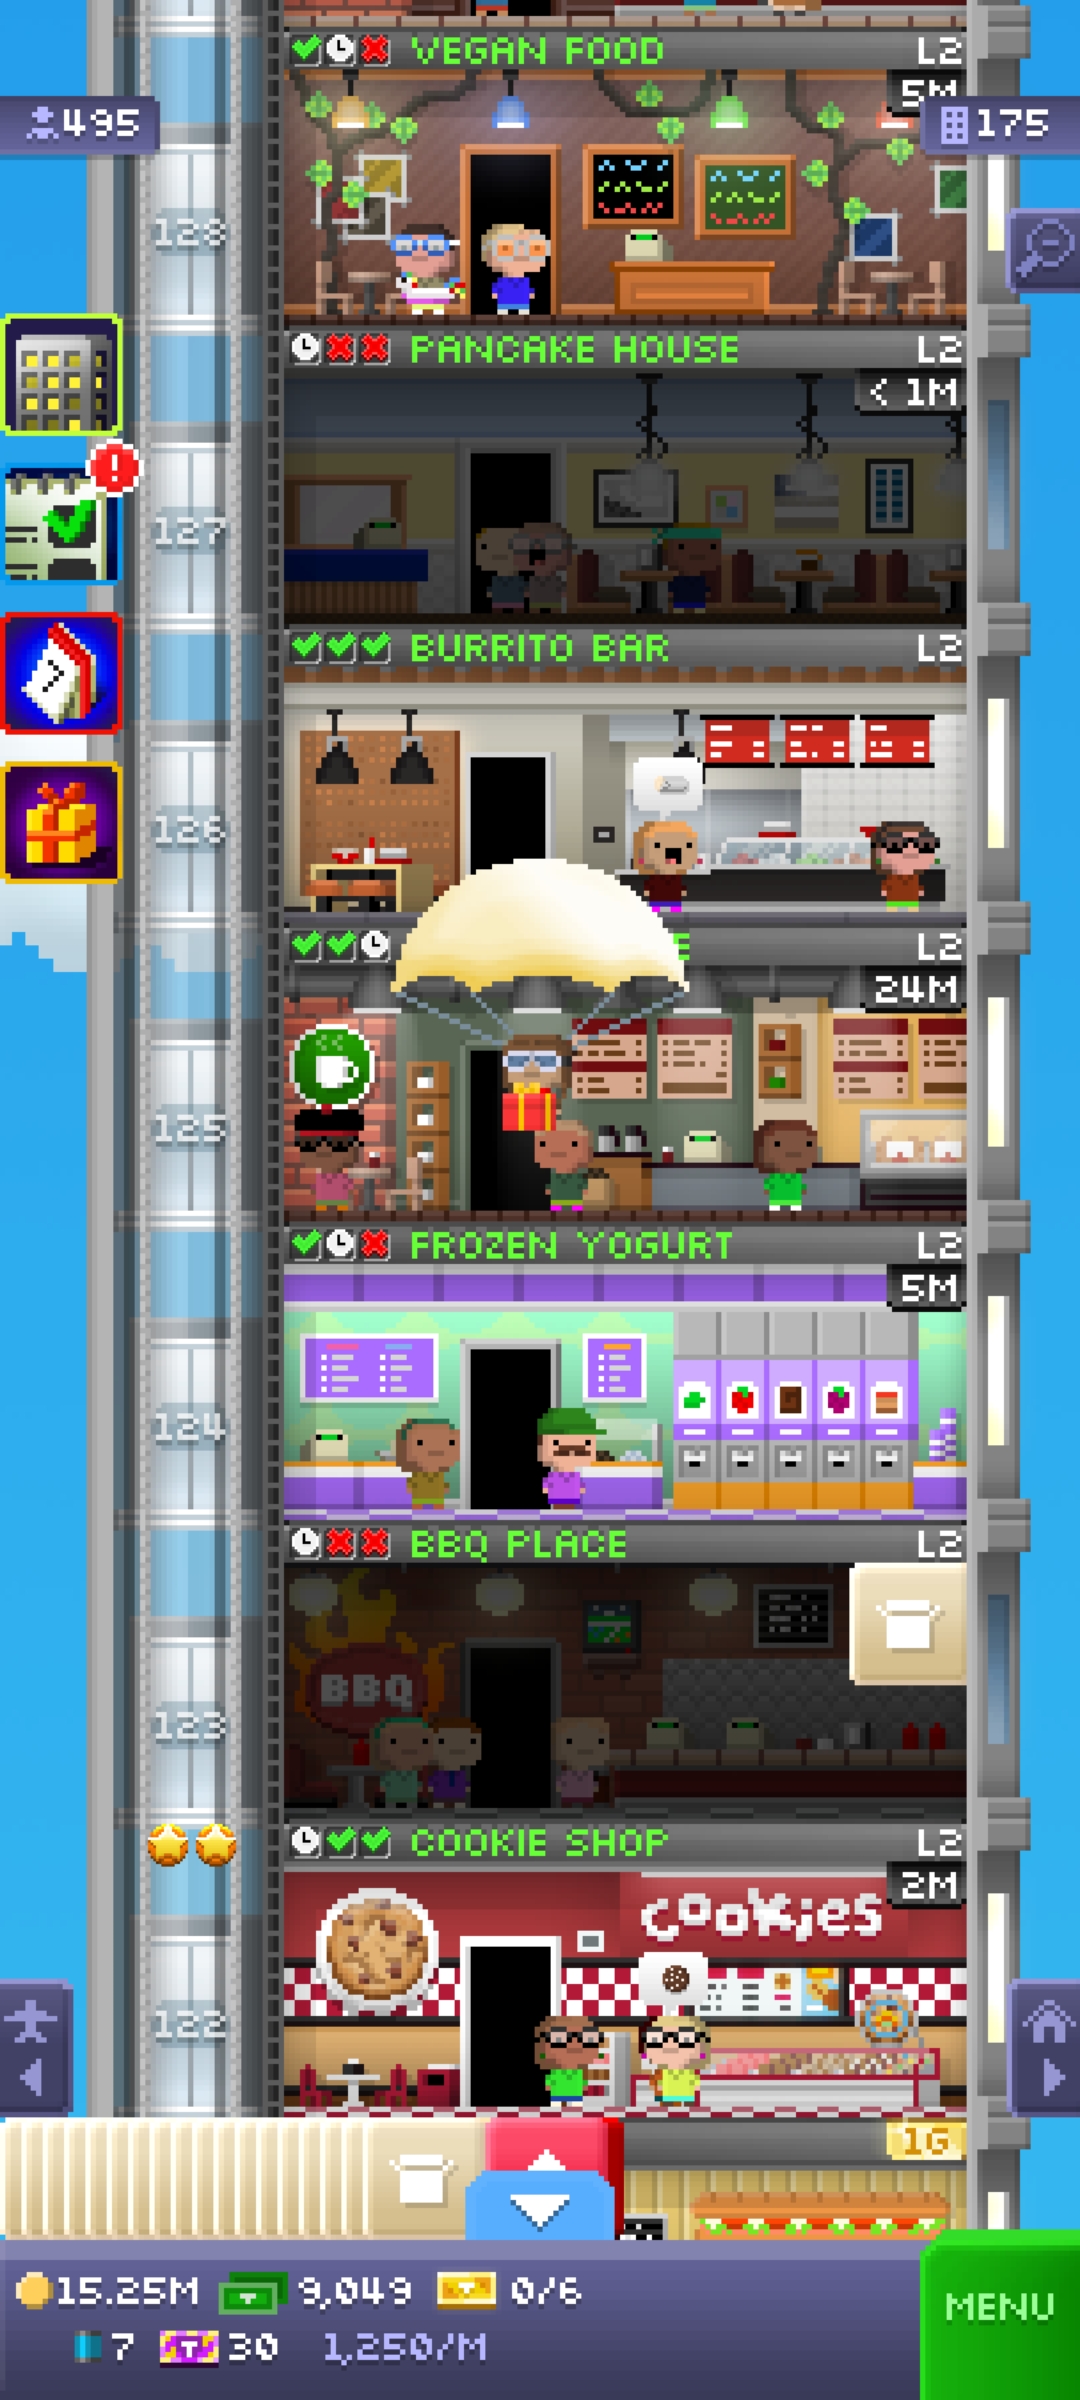 VEGAN FOOD L2
5M
495
175
128
PANCAKE HOUSE L2
< 1M
127
BURRITO BAR L2
126
E L2
24M
125
FROZEN YOGURT L2
5M
124
BBQ PLACE L2
BBQ
123
COOKIE SHOP L2
2M
cookies
122
1G
15.25M 9,049 0/6
MENU
7 T 30 1,250/M